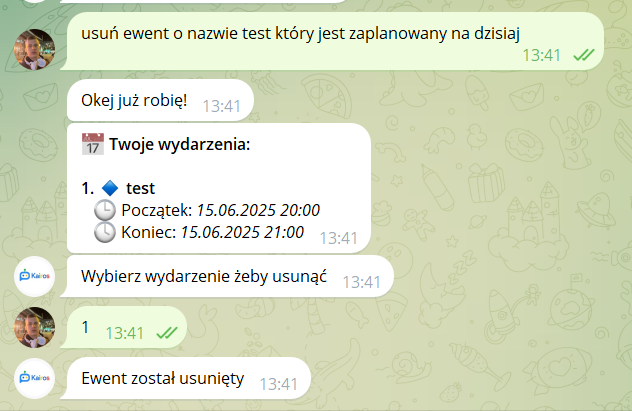 usuń ewent o nazwie test który jest zaplanowany na dzisiaj
13:41
Okej już robię! 13:41
17 Twoje wydarzenia:
1. test
Początek: 15.06.2025 20:00
Koniec: 15.06.2025 21:00 13:41
Kairos Wybierz wydarzenie żeby usunąć 13:41
1 13:41
Kairos Ewent został usunięty 13:41